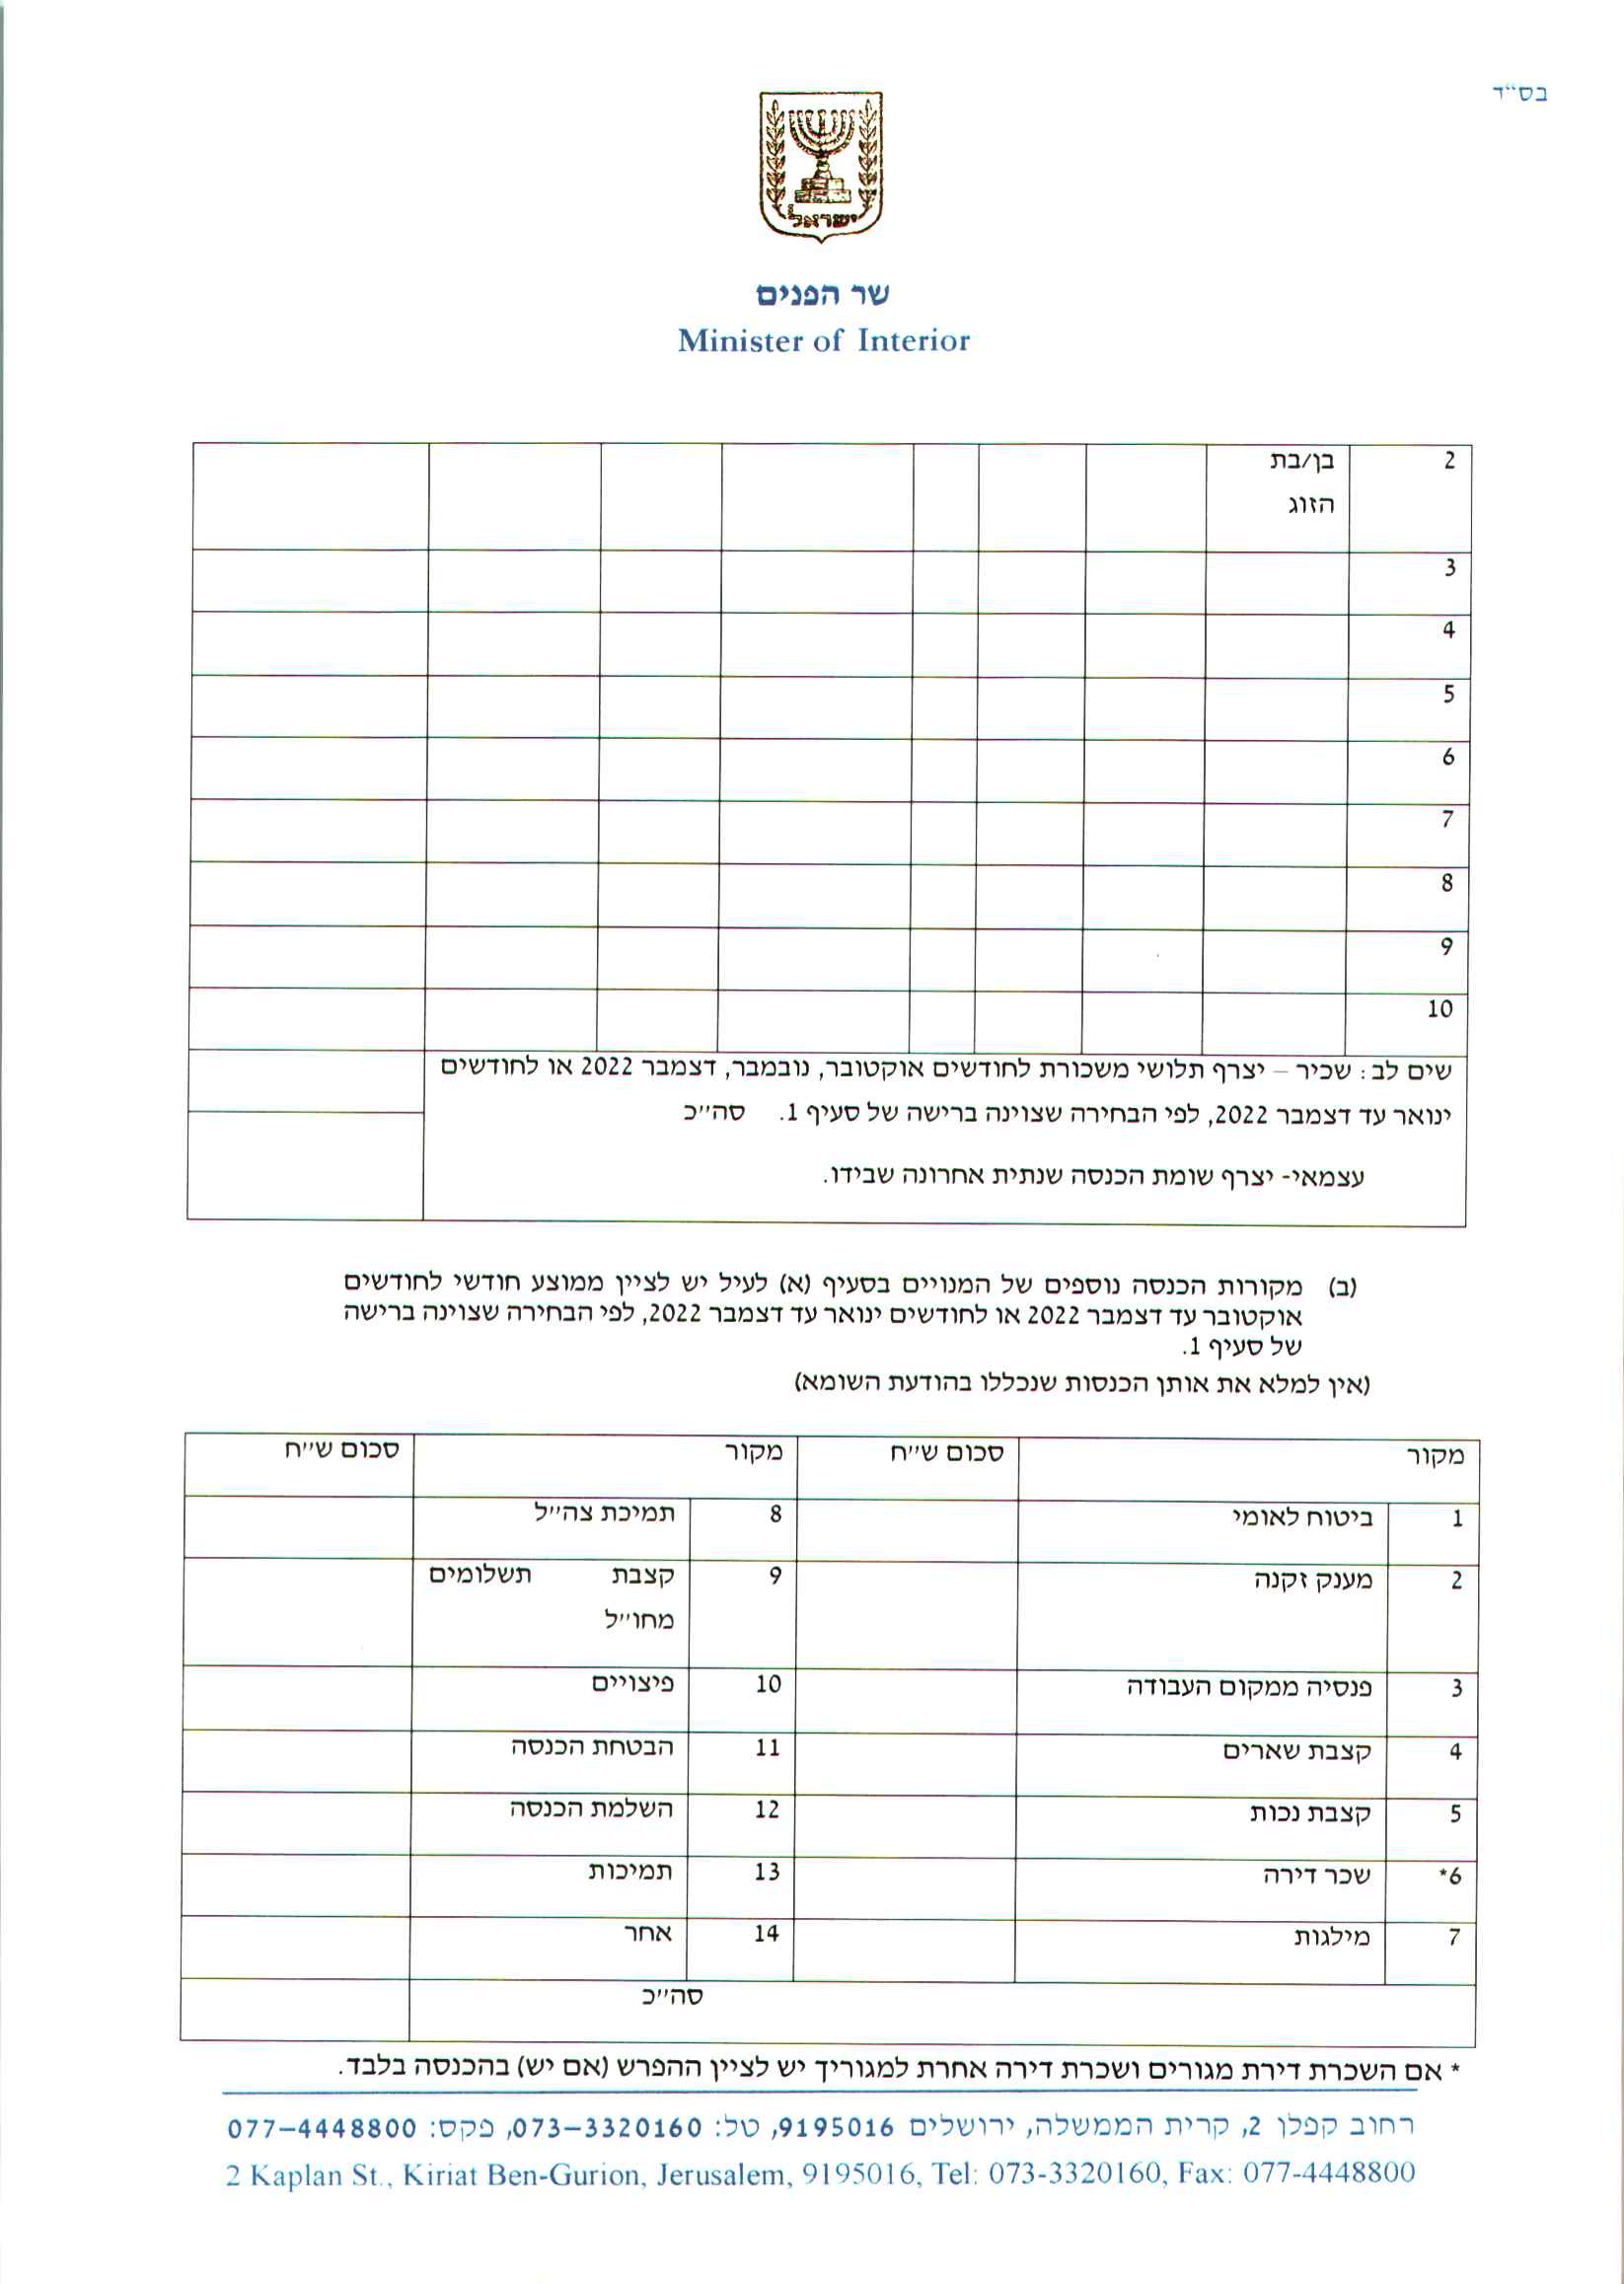 בס"ד
ישראל
שר הפנים
Minister of Interior
2 בן/בת
הזוג
3
4
5
6
7
8
9
10
שים לב: שכיר – יצרף תלושי משכורת לחודשים אוקטובר, נובמבר, דצמבר 2022 או לחודשים
ינואר עד דצמבר 2022, לפי הבחירה שצוינה ברישה של סעיף 1. סה״כ
עצמאי- יצרף שומת הכנסה שנתית אחרונה שבידו.
(ב) מקורות הכנסה נוספים של המנויים בסעיף (א) לעיל יש לציין ממוצע חודשי לחודשים
אוקטובר עד דצמבר 2022 או לחודשים ינואר עד דצמבר 2022, לפי הבחירה שצוינה ברישה
של סעיף 1.
(אין למלא את אותן הכנסות שנכללו בהודעת השומא)
מקור סכום ש״ח מקור סכום ש״ח
1 ביטוח לאומי 8 תמיכת צה״ל
2 מענק זקנה 9 קצבת תשלומים
מחו״ל
3 פנסיה ממקום העבודה 10 פיצויים
4 קצבת שארים 11 הבטחת הכנסה
5 קצבת נכות 12 השלמת הכנסה
6* שכר דירה 13 תמיכות
7 מילגות 14 אחר
סה״כ
* אם השכרת דירת מגורים ושכרת דירה אחרת למגוריך יש לציין ההפרש (אם יש) בהכנסה בלבד.
רחוב קפלן 2, קרית הממשלה, ירושלים 9195016, טל: 073-3320160, פקס: 077-4448800
2 Kaplan St., Kiriat Ben-Gurion, Jerusalem, 9195016, Tel: 073-3320160, Fax: 077-4448800